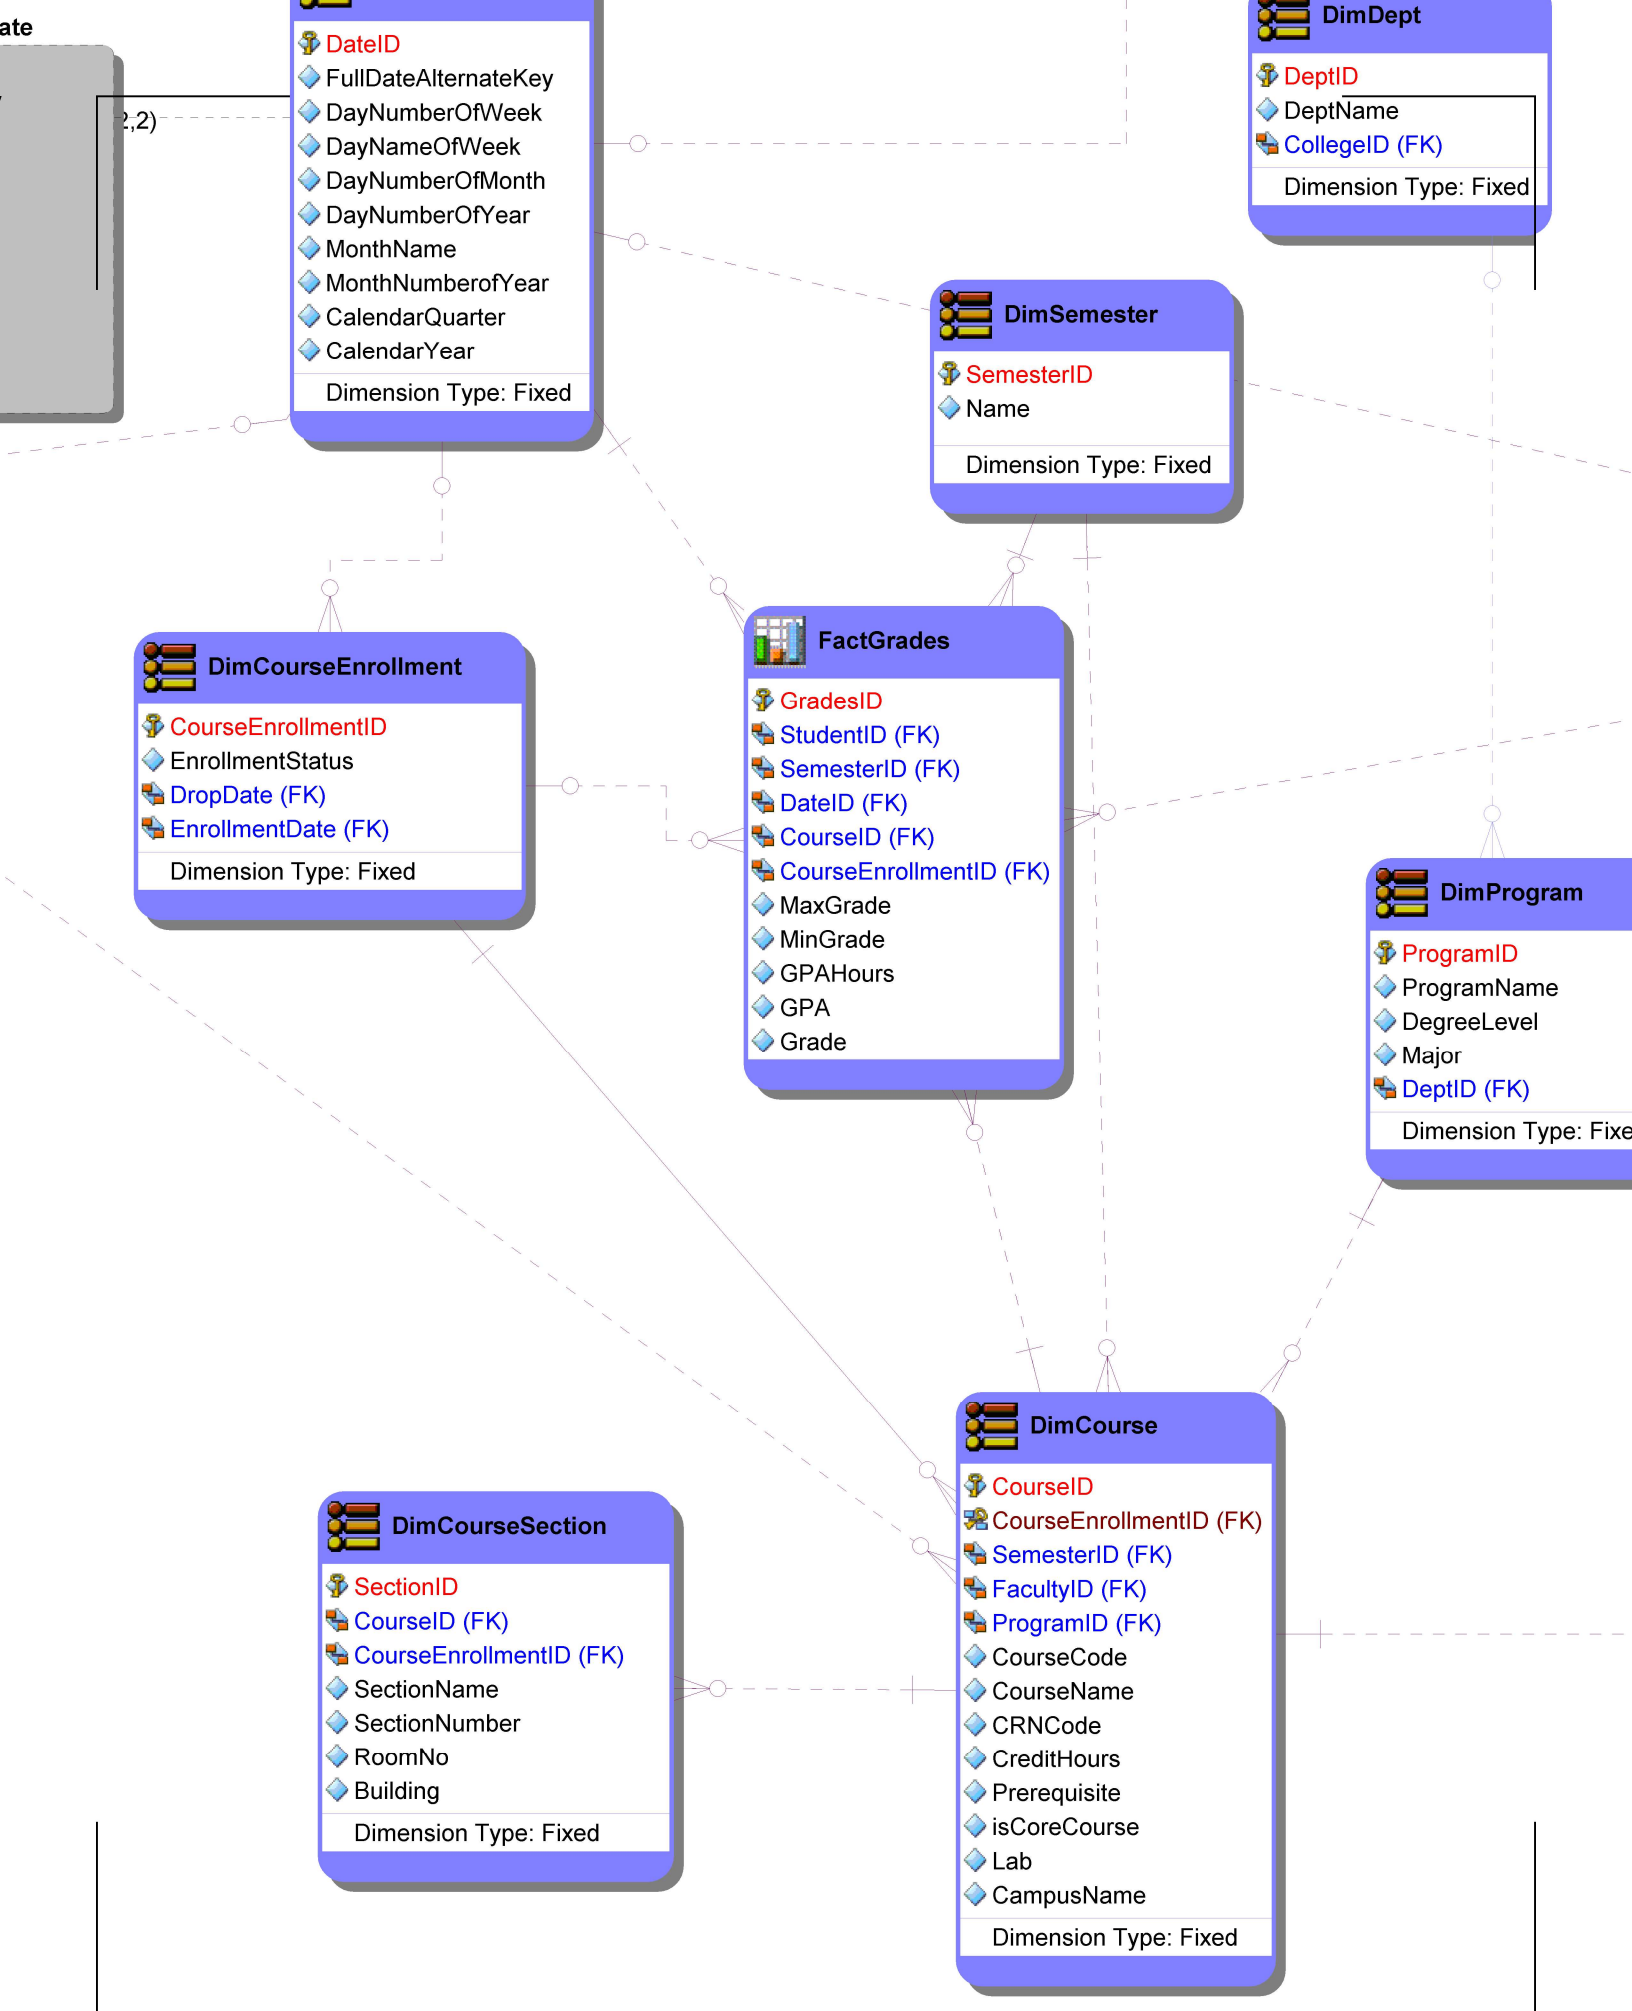 ate
2,2)
DateID
FullDateAlternateKey
DayNumberOfWeek
DayNameOfWeek
DayNumberOfMonth
DayNumberOfYear
MonthName
MonthNumberofYear
CalendarQuarter
CalendarYear
Dimension Type: Fixed
DimDept
DeptID
DeptName
CollegeID (FK)
Dimension Type: Fixed
DimSemester
SemesterID
Name
Dimension Type: Fixed
DimCourseEnrollment
CourseEnrollmentID
EnrollmentStatus
DropDate (FK)
EnrollmentDate (FK)
Dimension Type: Fixed
FactGrades
GradesID
StudentID (FK)
SemesterID (FK)
DateID (FK)
CourseID (FK)
CourseEnrollmentID (FK)
MaxGrade
MinGrade
GPAHours
GPA
Grade
DimProgram
ProgramID
ProgramName
DegreeLevel
Major
DeptID (FK)
Dimension Type: Fixe
DimCourseSection
SectionID
CourseID (FK)
CourseEnrollmentID (FK)
SectionName
SectionNumber
RoomNo
Building
Dimension Type: Fixed
DimCourse
CourseID
CourseEnrollmentID (FK)
SemesterID (FK)
FacultyID (FK)
ProgramID (FK)
CourseCode
CourseName
CRNCode
CreditHours
Prerequisite
isCoreCourse
Lab
CampusName
Dimension Type: Fixed